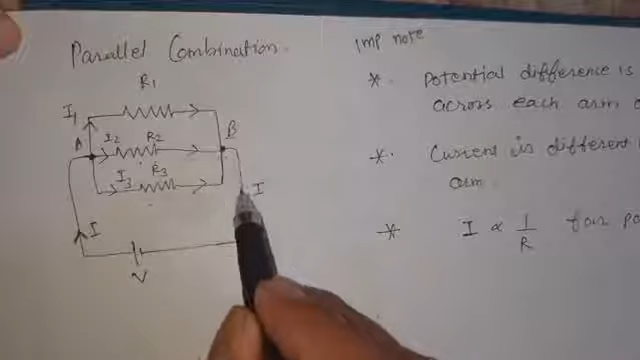 Parallel Combination.
Imp note
R1
* Potential difference is
I1
across each arm
A I2 R2 B
I3 R3
* Current is different
arm.
I
I
* I ∝ 1/R for
V